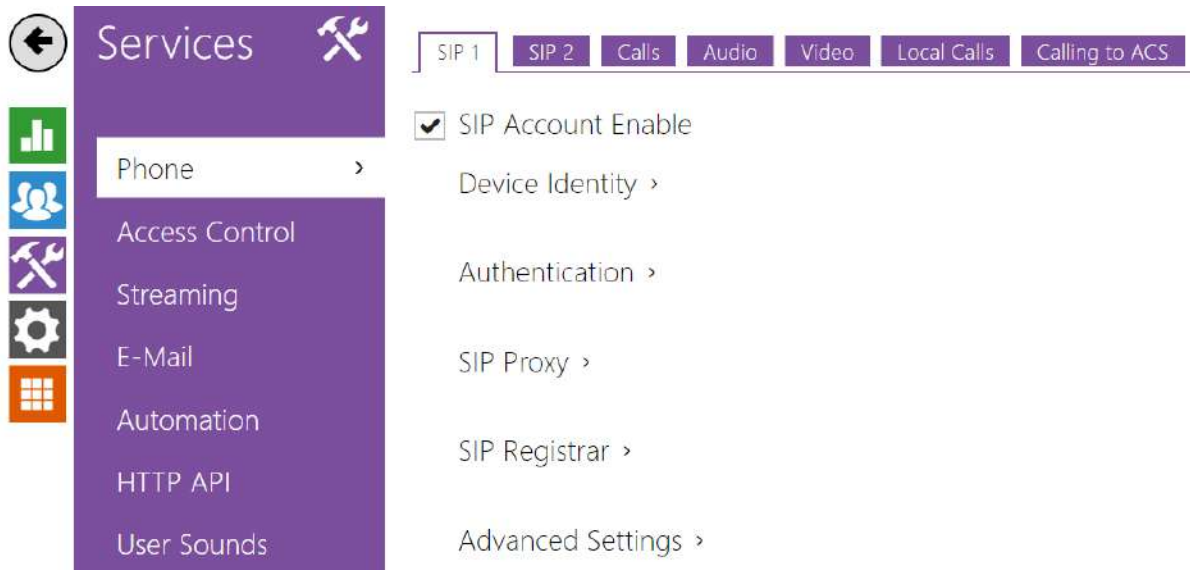 Services
SIP 1 SIP 2 Calls Audio Video Local Calls Calling to ACS
SIP Account Enable
Phone ›
Device Identity ›
Access Control
Authentication ›
Streaming
E-Mail
SIP Proxy ›
Automation
SIP Registrar ›
HTTP API
User Sounds
Advanced Settings ›